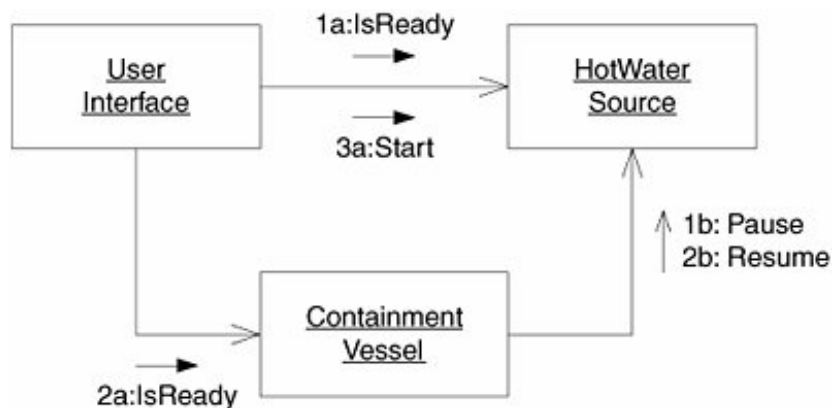 1a:IsReady
User
Interface
HotWater
Source
3a:Start
1b: Pause
2b: Resume
Containment
Vessel
2a:IsReady